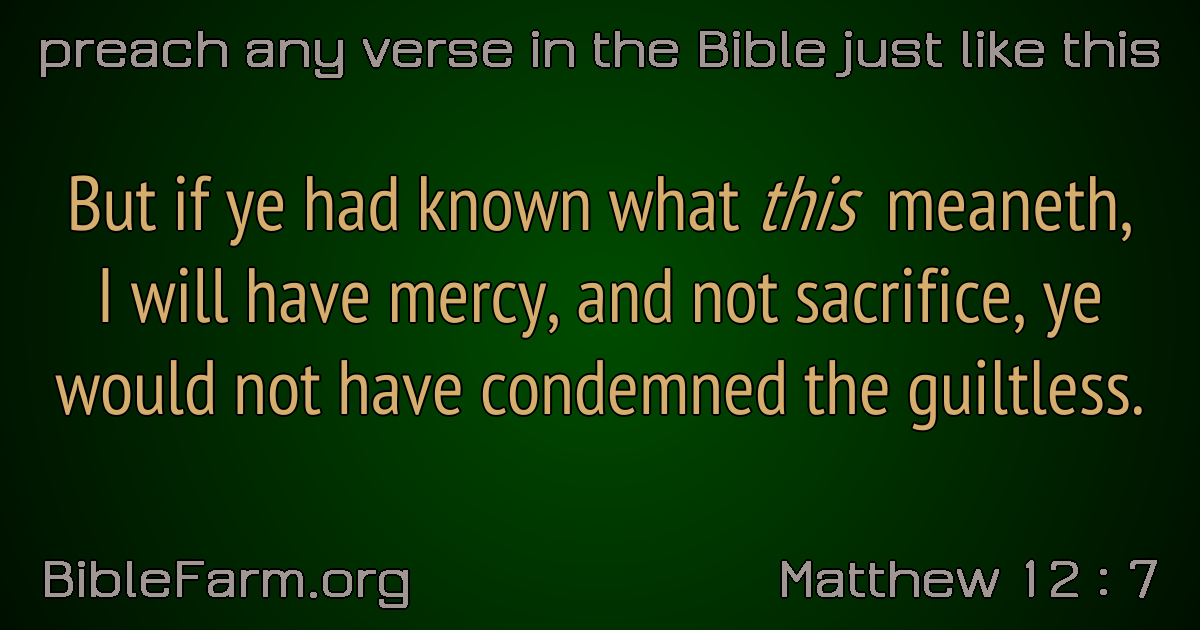 preach any verse in the Bible just like this
But if ye had known what this meaneth,
I will have mercy, and not sacrifice, ye
would not have condemned the guiltless.
BibleFarm.org
Matthew 12 : 7